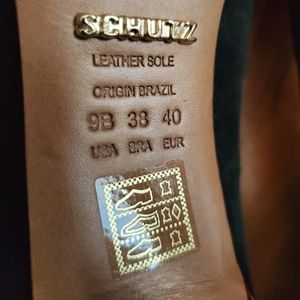 SCHUTZ
LEATHER SOLE
ORIGIN BRAZIL
9B 38 40
USA BRA EUR